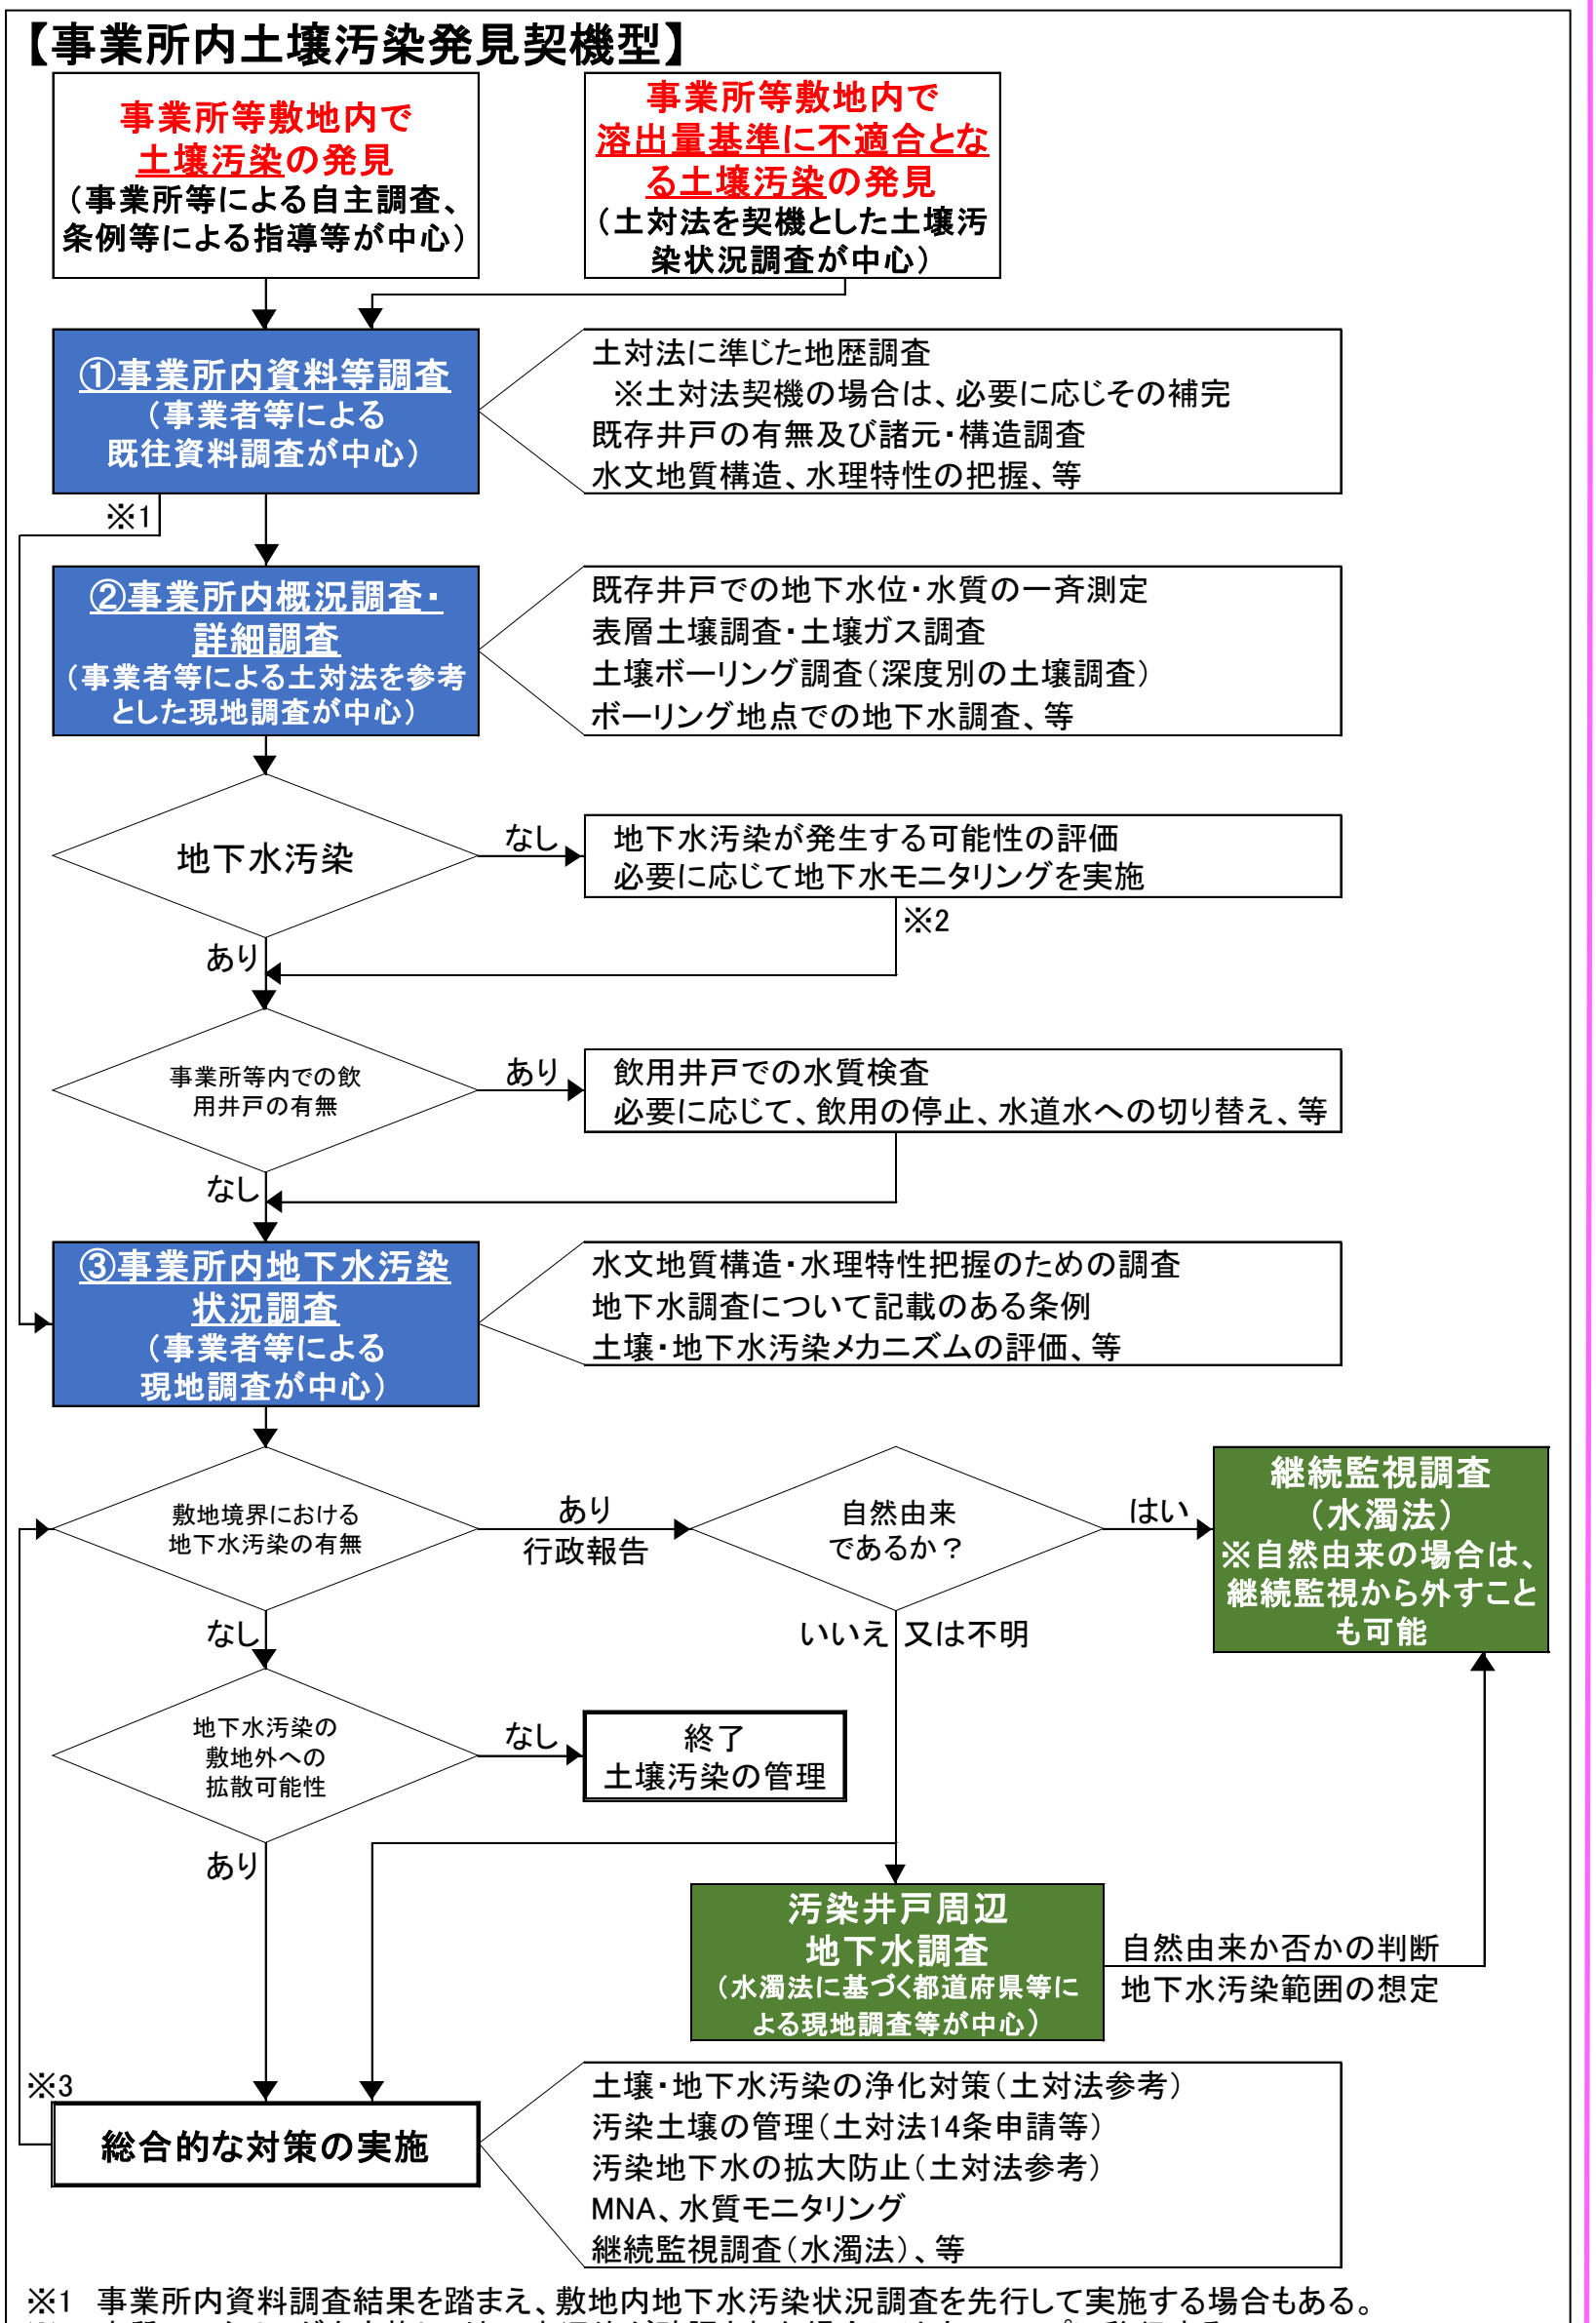 【事業所内土壌汚染発見契機型】
事業所等敷地内で
土壌汚染の発見
（事業所等による自主調査、
条例等による指導等が中心）
事業所等敷地内で
溶出量基準に不適合とな
る土壌汚染の発見
（土対法を契機とした土壌汚
染状況調査が中心）
①事業所内資料等調査
（事業者等による
既往資料調査が中心）
土対法に準じた地歴調査
※土対法契機の場合は、必要に応じその補完
既存井戸の有無及び諸元・構造調査
水文地質構造、水理特性の把握、等
※1
②事業所内概況調査・
詳細調査
（事業者等による土対法を参考
とした現地調査が中心）
既存井戸での地下水位・水質の一斉測定
表層土壌調査・土壌ガス調査
土壌ボーリング調査（深度別の土壌調査）
ボーリング地点での地下水調査、等
地下水汚染
なし
地下水汚染が発生する可能性の評価
必要に応じて地下水モニタリングを実施
※2
あり
事業所等内での飲
用井戸の有無
あり
飲用井戸での水質検査
必要に応じて、飲用の停止、水道水への切り替え、等
なし
③事業所内地下水汚染
状況調査
（事業者等による
現地調査が中心）
水文地質構造・水理特性把握のための調査
地下水調査について記載のある条例
土壌・地下水汚染メカニズムの評価、等
敷地境界における
地下水汚染の有無
あり
行政報告
自然由来
であるか？
はい
継続監視調査
（水濁法）
※自然由来の場合は、
継続監視から外すこと
も可能
なし
いいえ 又は不明
地下水汚染の
敷地外への
拡散可能性
なし
終了
土壌汚染の管理
あり
汚染井戸周辺
地下水調査
（水濁法に基づく都道府県等に
よる現地調査等が中心）
自然由来か否かの判断
地下水汚染範囲の想定
※3
総合的な対策の実施
土壌・地下水汚染の浄化対策（土対法参考）
汚染土壌の管理（土対法14条申請等）
汚染地下水の拡大防止（土対法参考）
MNA、水質モニタリング
継続監視調査（水濁法）、等
※1 事業所内資料調査結果を踏まえ、敷地内地下水汚染状況調査を先行して実施する場合もある。